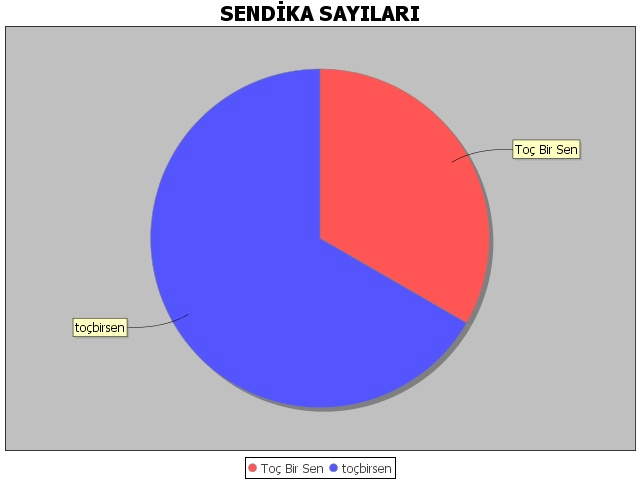 SENDİKA SAYILARI
Toç Bir Sen
toçbirsen
Toç Bir Sen toçbirsen